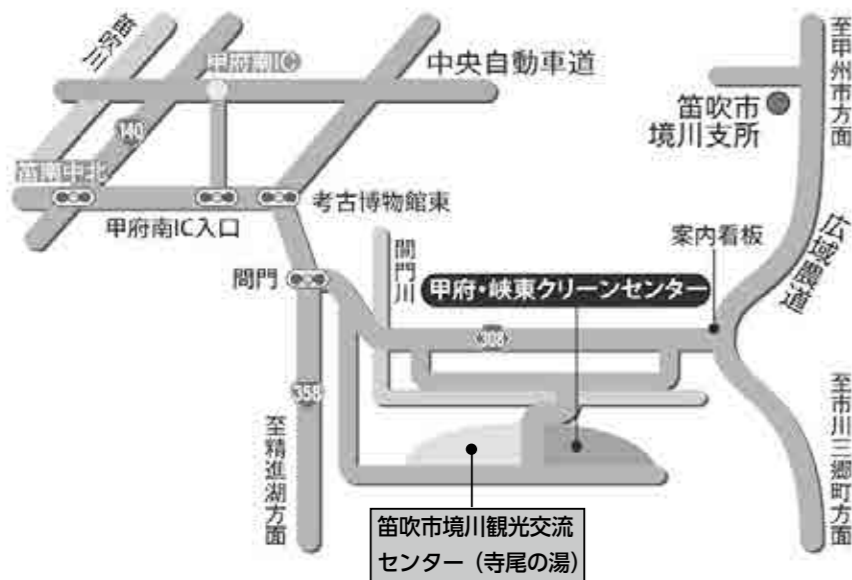 笛吹川
甲府南IC
中央自動車道
至甲州市方面
笛吹市
境川支所
140
笛南中北
甲府南IC入口
考古博物館東
広域農道
案内看板
間門
間門川
甲府・峡東クリーンセンター
308
358
至精進湖方面
至市川三郷町方面
笛吹市境川観光交流
センター（寺尾の湯）